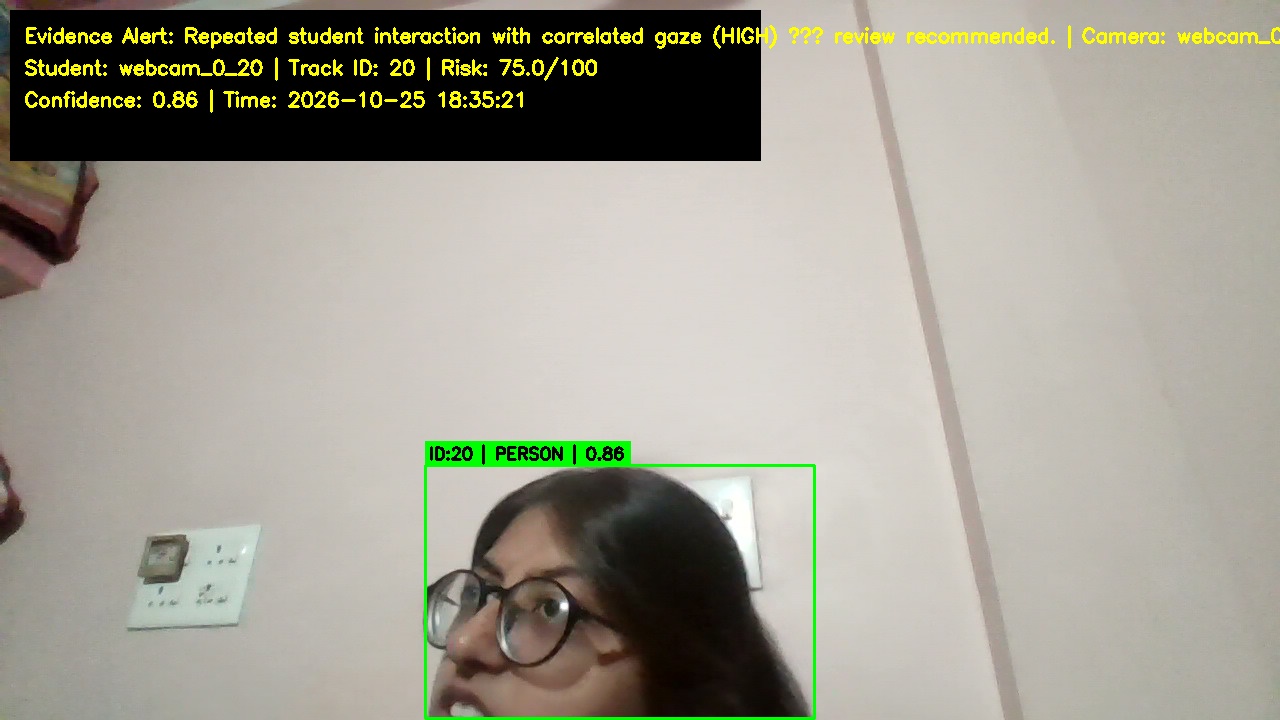 Evidence Alert: Repeated student interaction with correlated gaze (HIGH) ??? review recommended. | Camera: webcam_0
Student: webcam_0_20 | Track ID: 20 | Risk: 75.0/100
Confidence: 0.86 | Time: 2026-10-25 18:35:21
ID:20 | PERSON | 0.86